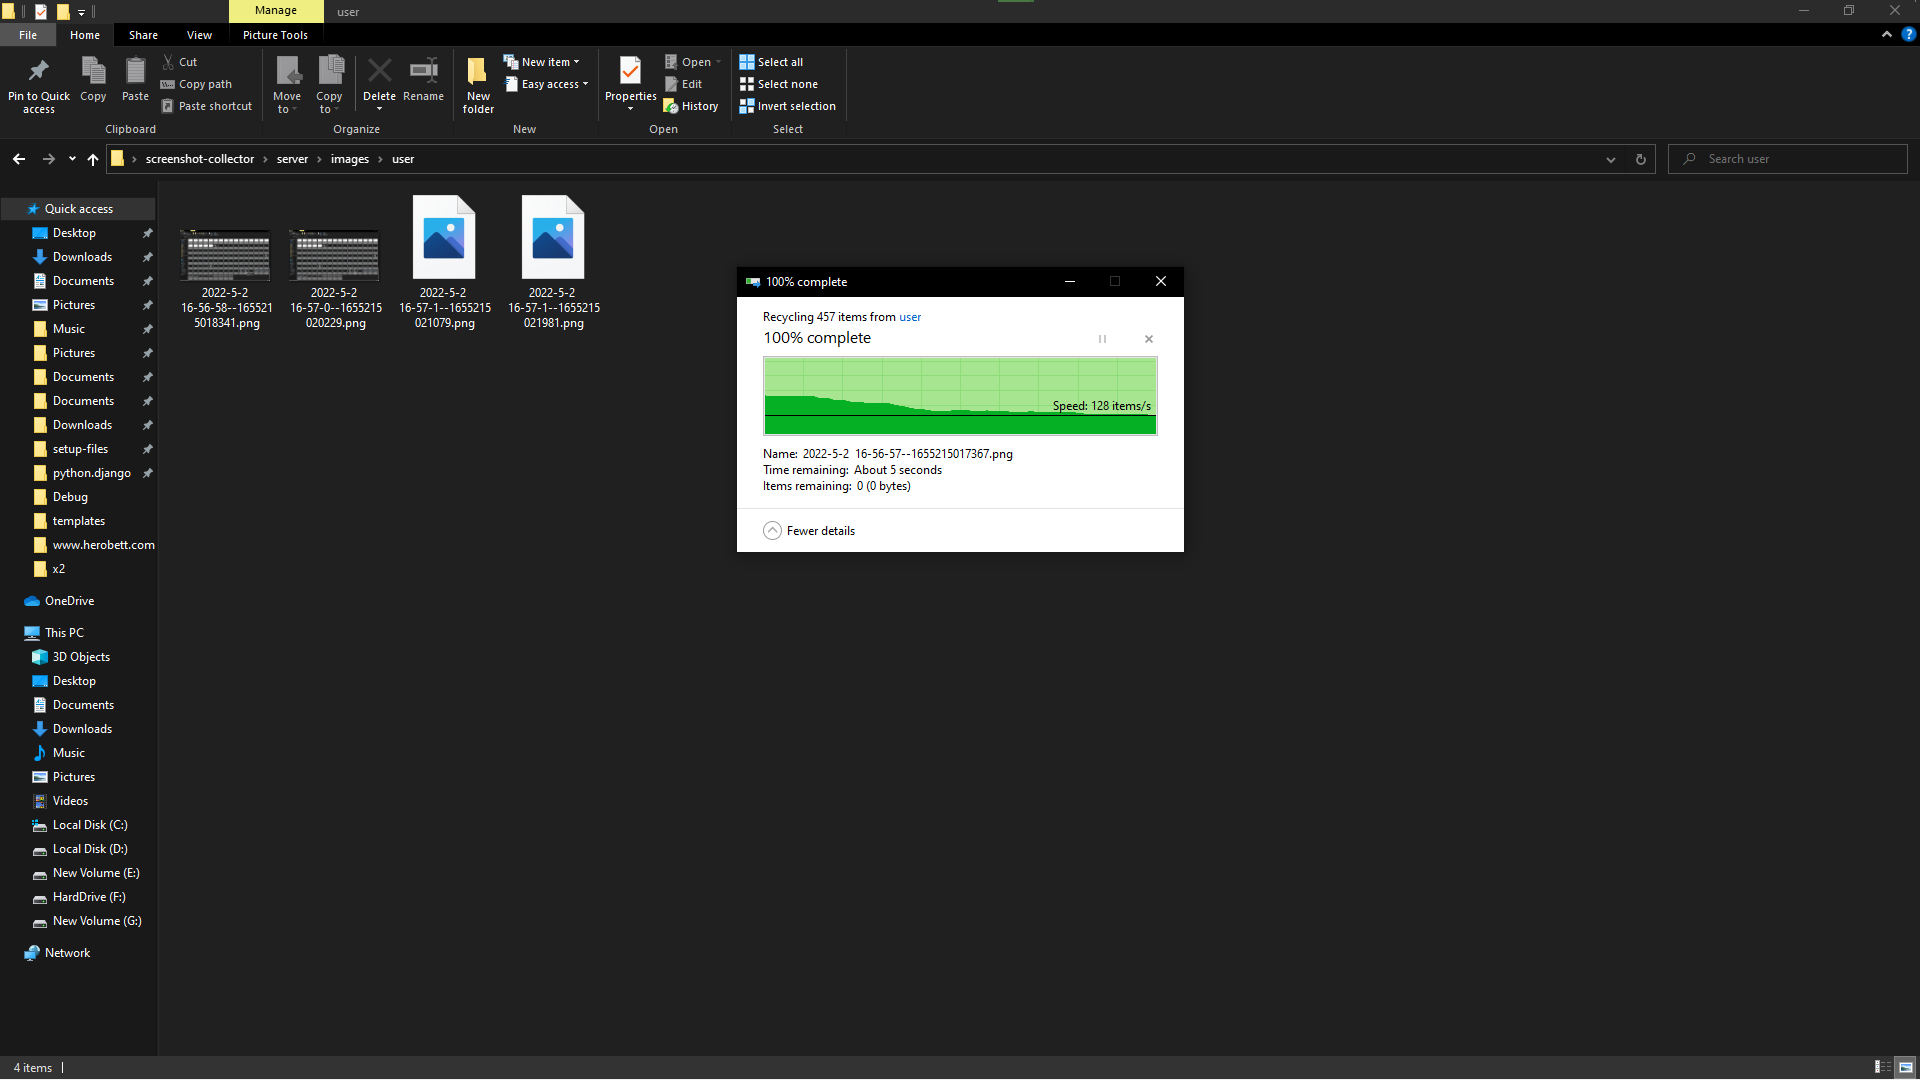 Manage
user
File
Home
Share
View
Picture Tools
Pin to Quick
access
Copy
Paste
Cut
Copy path
Paste shortcut
Clipboard
Move
to
Copy
to
Delete
Rename
Organize
New
folder
New item
Easy access
New
Properties
Open
Edit
History
Open
Select all
Select none
Invert selection
Select
screenshot-collector
server
images
user
Search user
Quick access
Desktop
Downloads
Documents
Pictures
Music
Pictures
Documents
Documents
Downloads
setup-files
python.django
Debug
templates
www.herobett.com
x2
OneDrive
This PC
3D Objects
Desktop
Documents
Downloads
Music
Pictures
Videos
Local Disk (C:)
Local Disk (D:)
New Volume (E:)
HardDrive (F:)
New Volume (G:)
Network
2022-5-2
16-56-58--165521
5018341.png
2022-5-2
16-57-0--1655215
020229.png
2022-5-2
16-57-1--1655215
021079.png
2022-5-2
16-57-1--1655215
021981.png
100% complete
Recycling 457 items from user
100% complete
Speed: 128 items/s
Name: 2022-5-2 16-56-57--1655215017367.png
Time remaining: About 5 seconds
Items remaining: 0 (0 bytes)
Fewer details
4 items